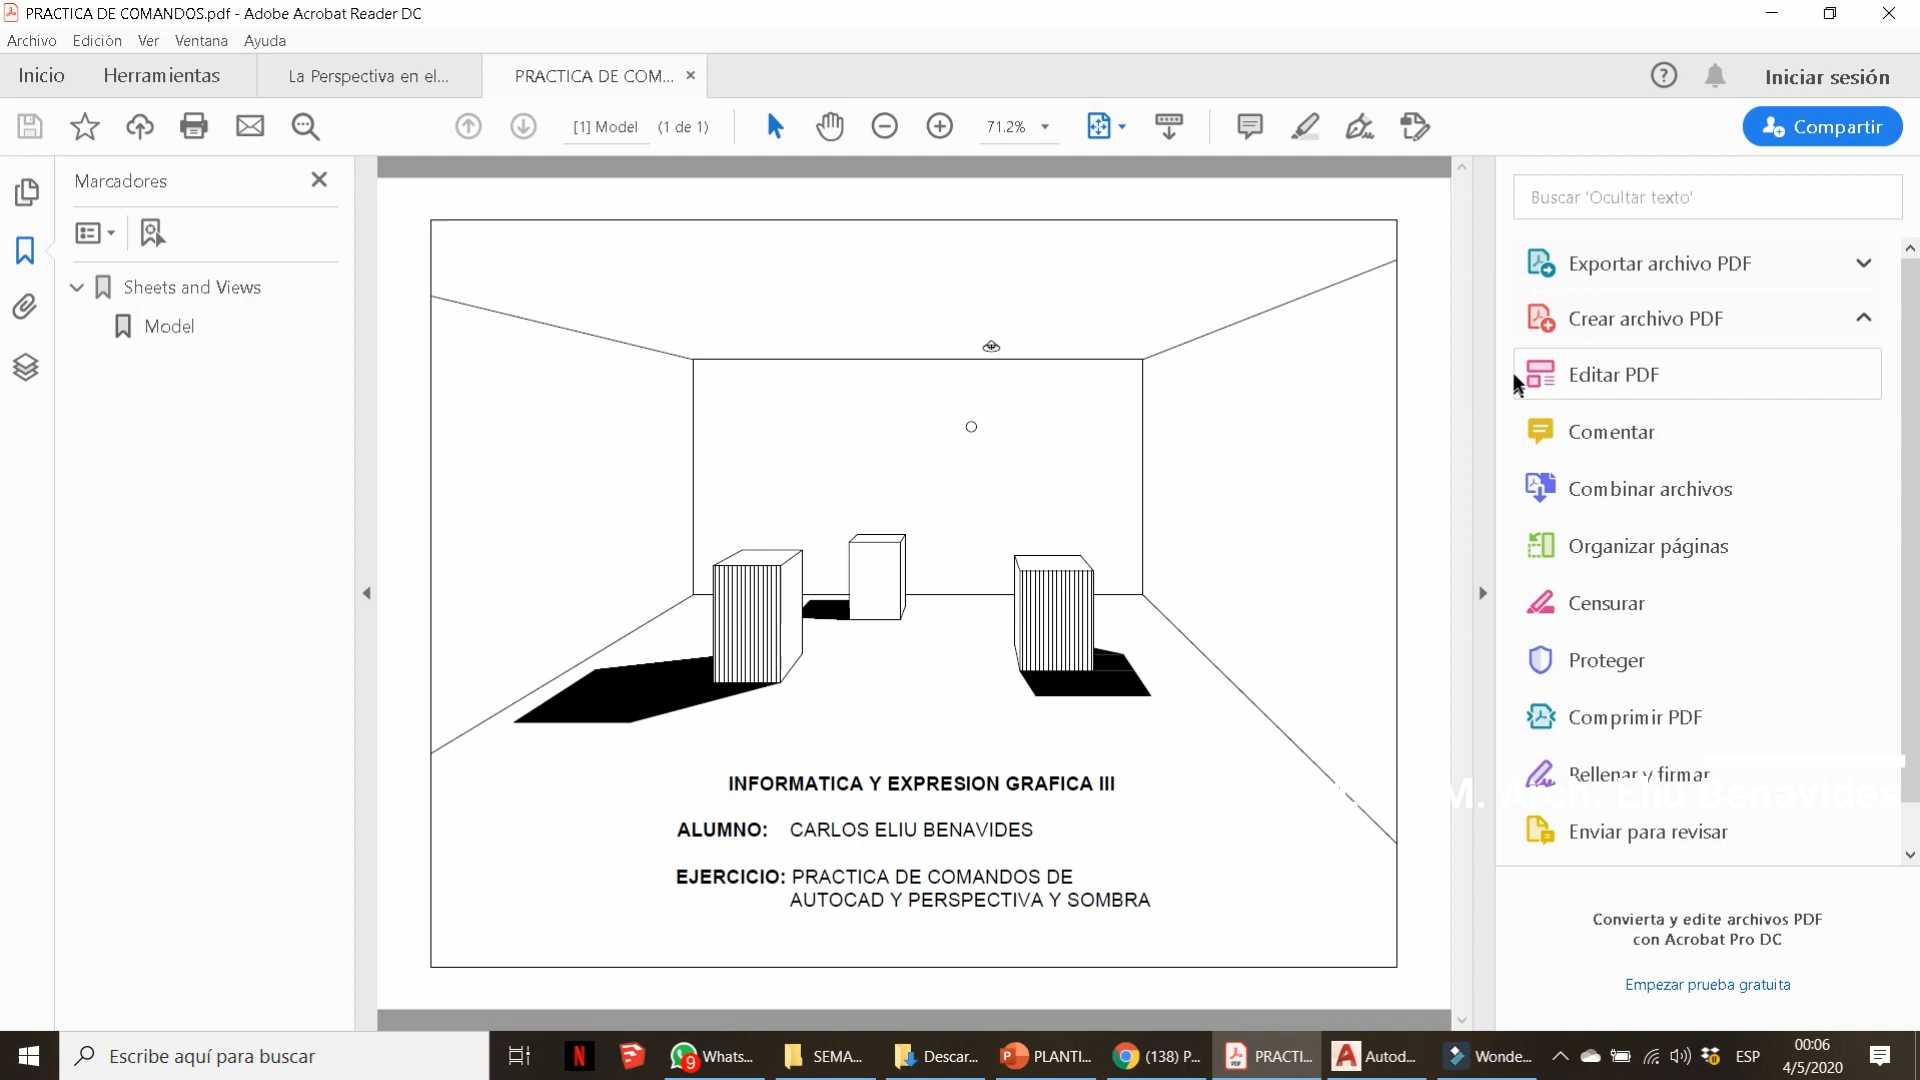 PRACTICA DE COMANDOS.pdf - Adobe Acrobat Reader DC
Archivo Edición Ver Ventana Ayuda
Inicio Herramientas La Perspectiva en el... PRACTICA DE COM... Iniciar sesión
[1] Model (1 de 1) 71.2% Compartir
Marcadores
Sheets and Views
Model
Buscar 'Ocultar texto'
Exportar archivo PDF
Crear archivo PDF
Editar PDF
Comentar
Combinar archivos
Organizar páginas
Censurar
Proteger
Comprimir PDF
Rellenar y firmar
M. Arch. Eliu Benavides
Enviar para revisar
INFORMATICA Y EXPRESION GRAFICA III
ALUMNO: CARLOS ELIU BENAVIDES
EJERCICIO: PRACTICA DE COMANDOS DE
AUTOCAD Y PERSPECTIVA Y SOMBRA
Convierta y edite archivos PDF
con Acrobat Pro DC
Empezar prueba gratuita
Escribe aquí para buscar
N 9 Whats... SEMA... Descar... PLANTI... (138) P... PRACTI... Autod... Wonde... ESP
00:06
4/5/2020